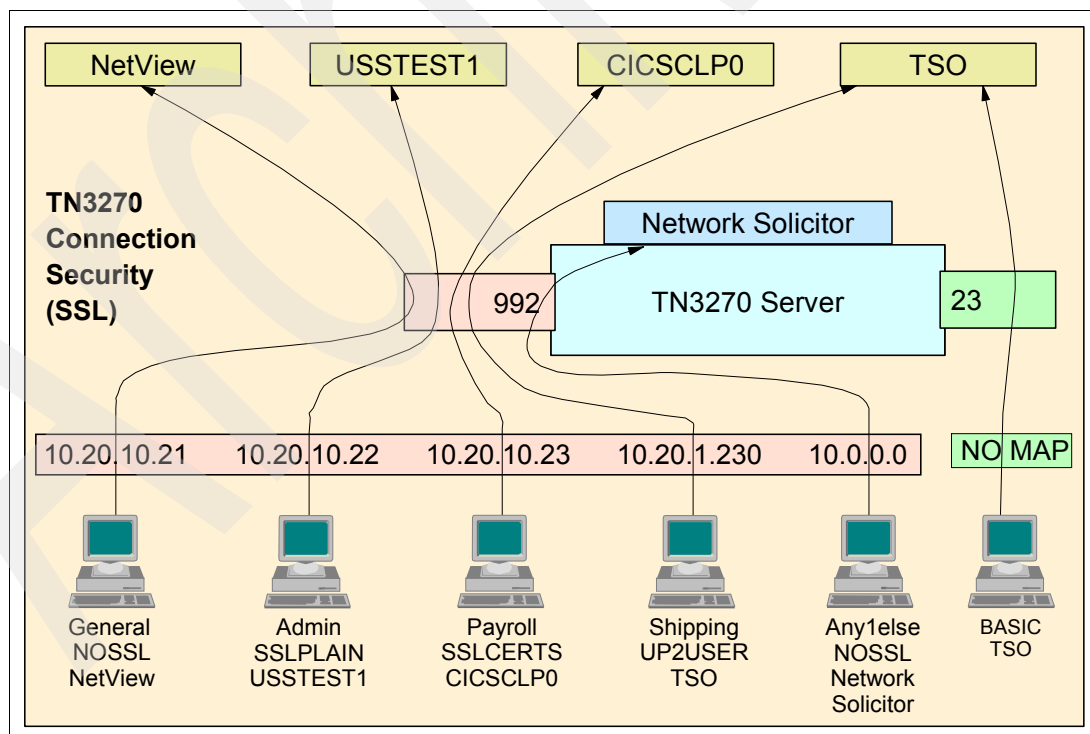 NetView
USSTEST1
CICSCLP0
TSO
TN3270
Connection
Security
(SSL)
Network Solicitor
992
TN3270 Server
23
10.20.10.21
10.20.10.22
10.20.10.23
10.20.1.230
10.0.0.0
NO MAP
General
NOSSL
NetView
Admin
SSLPLAIN
USSTEST1
Payroll
SSLCERTS
CICSCLP0
Shipping
UP2USER
TSO
Any1else
NOSSL
Network
Solicitor
BASIC
TSO